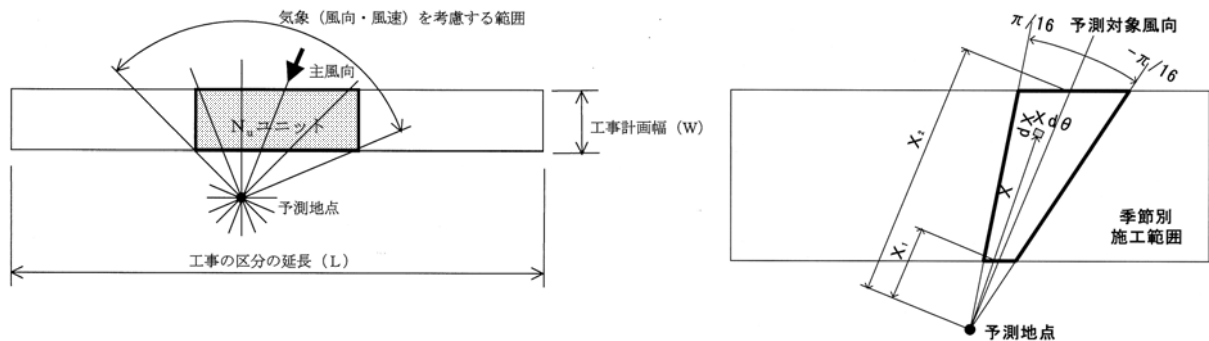 気象（風向・風速）を考慮する範囲
主風向
Nuユニット
工事計画幅（W）
予測地点
工事の区分の延長（L）
π/16
予測対象風向
-π/16
x₂
dx
xdθ
x
x₁
季節別
施工範囲
予測地点